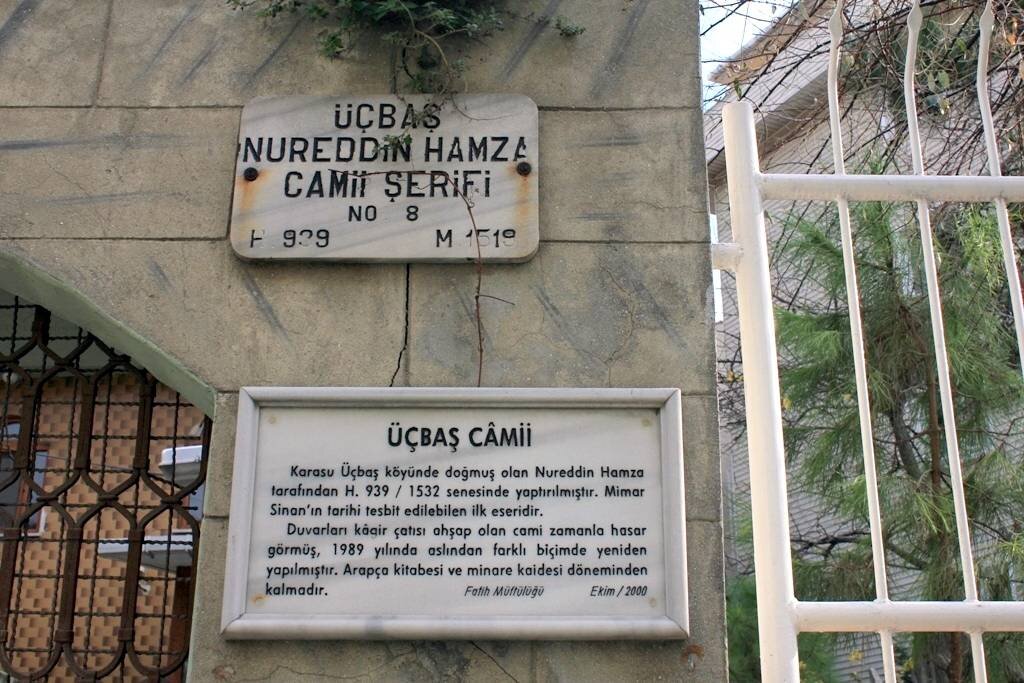 ÜÇBAŞ
NUREDDİN HAMZA
CAMİİ ŞERİFİ
NO 8
H 939 M 1519
ÜÇBAŞ CÂMİİ
Karasu Üçbaş köyünde doğmuş olan Nureddin Hamza
tarafından H. 939 / 1532 senesinde yaptırılmıştır. Mimar
Sinan'ın tarihi tesbit edilebilen ilk eseridir.
Duvarları kâgir çatısı ahşap olan cami zamanla hasar
görmüş, 1989 yılında aslından farklı biçimde yeniden
yapılmıştır. Arapça kitabesi ve minare kaidesi döneminden
kalmadır. Fatih Müftülüğü Ekim / 2000